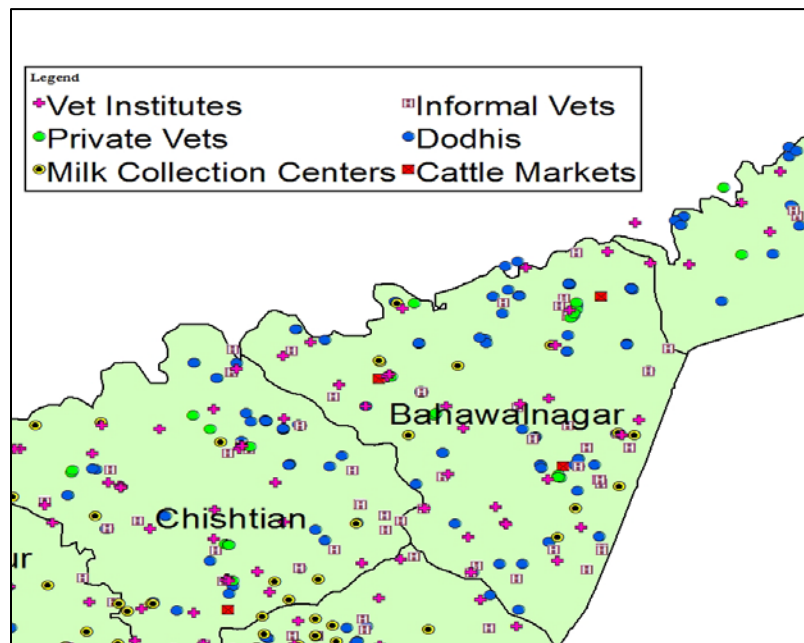 Legend
Vet Institutes
Informal Vets
Private Vets
Dodhis
Milk Collection Centers
Cattle Markets
Bahawalnagar
Chishtian
ur